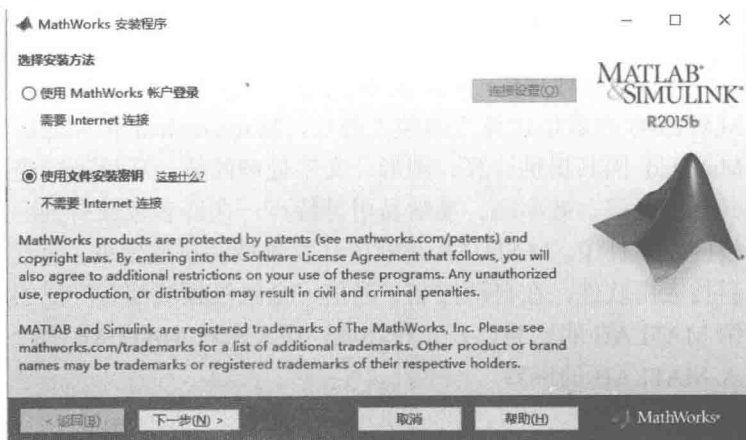 MathWorks 安装程序
选择安装方法
使用 MathWorks 帐户登录
连接设置(O)
需要 Internet 连接
使用文件安装密钥 这是什么?
不需要 Internet 连接
MATLAB®
&SIMULINK®
R2015b
MathWorks products are protected by patents (see mathworks.com/patents) and
copyright laws. By entering into the Software License Agreement that follows, you will
also agree to additional restrictions on your use of these programs. Any unauthorized
use, reproduction, or distribution may result in civil and criminal penalties.
MATLAB and Simulink are registered trademarks of The MathWorks, Inc. Please see
mathworks.com/trademarks for a list of additional trademarks. Other product or brand
names may be trademarks or registered trademarks of their respective holders.
< 返回(B) 下一步(N) > 取消 帮助(H) MathWorks®